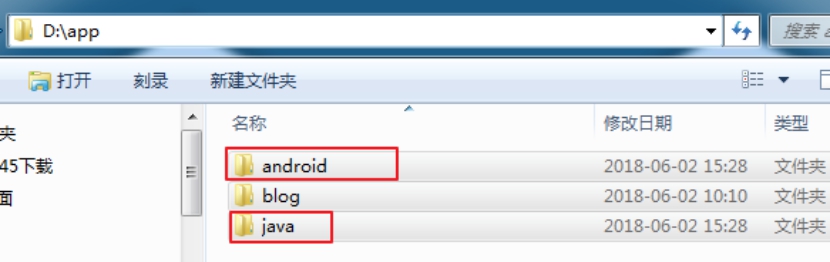 D:\app
搜索 a
打开 刻录 新建文件夹
名称 修改日期 类型
夹
45下载
面
android 2018-06-02 15:28 文件夹
blog 2018-06-02 10:10 文件夹
java 2018-06-02 15:28 文件夹